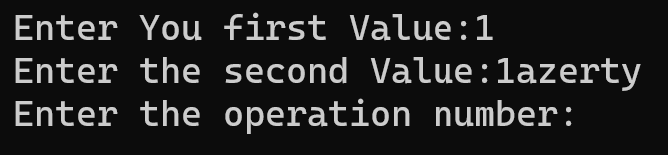 Enter You first Value:1
Enter the second Value:1azerty
Enter the operation number: